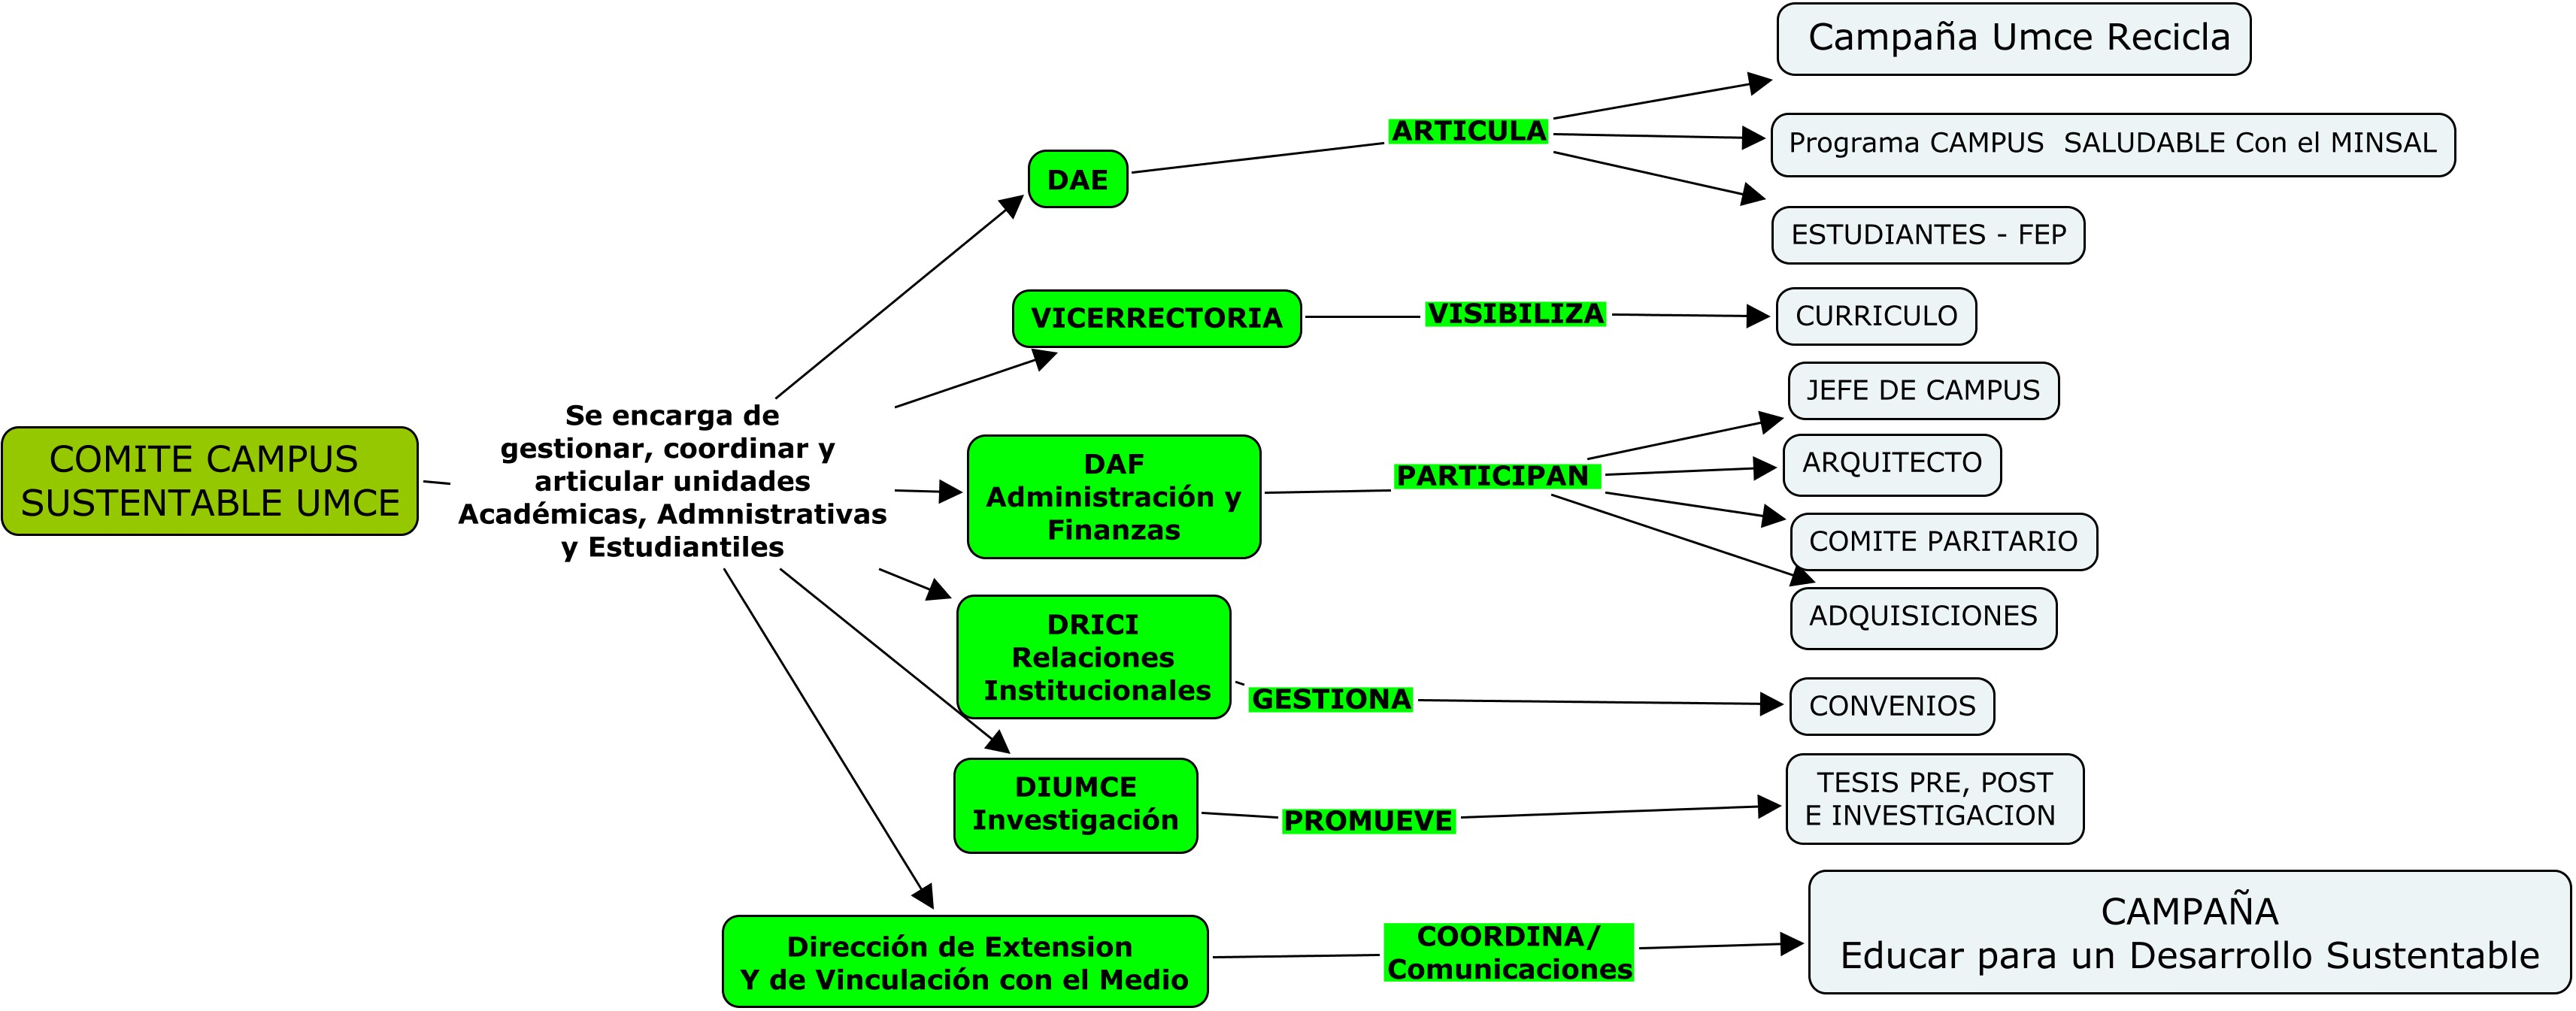 COMITE CAMPUS
SUSTENTABLE UMCE
Se encarga de
gestionar, coordinar y
articular unidades
Académicas, Admnistrativas
y Estudiantiles
DAE
ARTICULA
Campaña Umce Recicla
Programa CAMPUS SALUDABLE Con el MINSAL
ESTUDIANTES - FEP
VICERRECTORIA
VISIBILIZA
CURRICULO
DAF
Administración y
Finanzas
PARTICIPAN
JEFE DE CAMPUS
ARQUITECTO
COMITE PARITARIO
ADQUISICIONES
DRICI
Relaciones
Institucionales
GESTIONA
CONVENIOS
DIUMCE
Investigación
PROMUEVE
TESIS PRE, POST
E INVESTIGACION
Dirección de Extension
Y de Vinculación con el Medio
COORDINA/
Comunicaciones
CAMPAÑA
Educar para un Desarrollo Sustentable